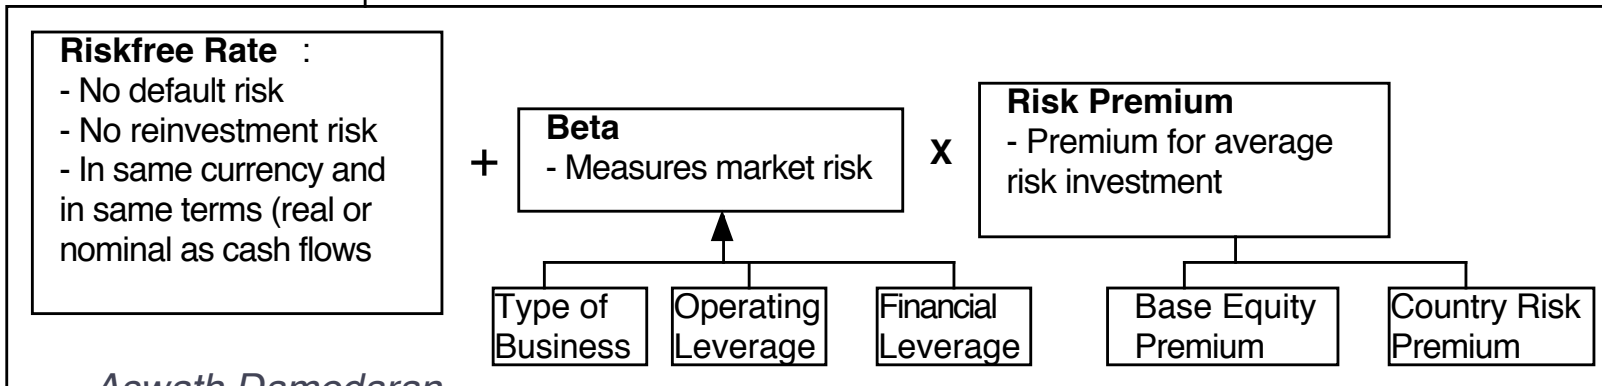 Riskfree Rate :
- No default risk
- No reinvestment risk
- In same currency and
in same terms (real or
nominal as cash flows
+
Beta
- Measures market risk
X
Risk Premium
- Premium for average
risk investment
Type of
Business
Operating
Leverage
Financial
Leverage
Base Equity
Premium
Country Risk
Premium
Aswath Damodaran